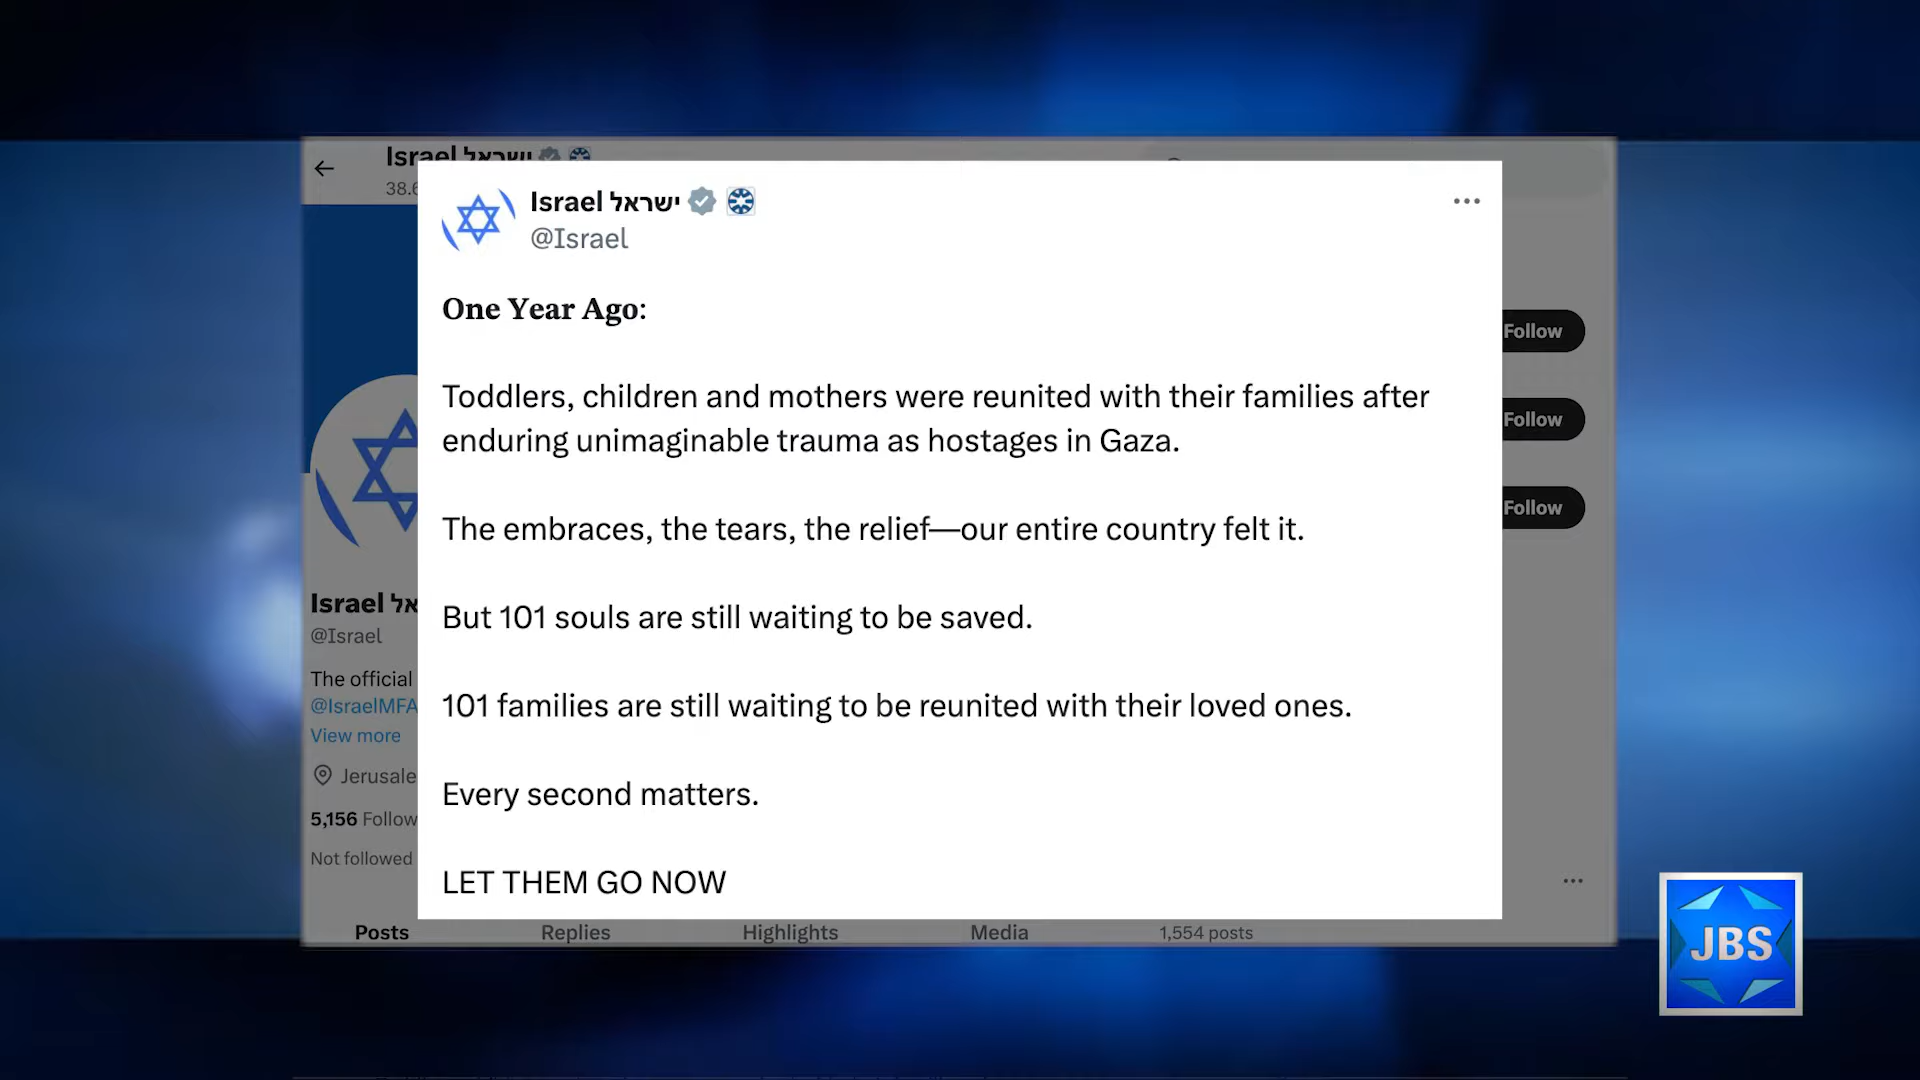 Israel ישראל
38.6
Israel ישראל
@Israel
One Year Ago:
Toddlers, children and mothers were reunited with their families after
enduring unimaginable trauma as hostages in Gaza.
The embraces, the tears, the relief—our entire country felt it.
But 101 souls are still waiting to be saved.
101 families are still waiting to be reunited with their loved ones.
Every second matters.
LET THEM GO NOW
Follow
Follow
Follow
Israel
@Israel
The official
@IsraelMFA
View more
Jerusale
5,156 Follow
Not followed
Posts Replies Highlights Media 1,554 posts
JBS